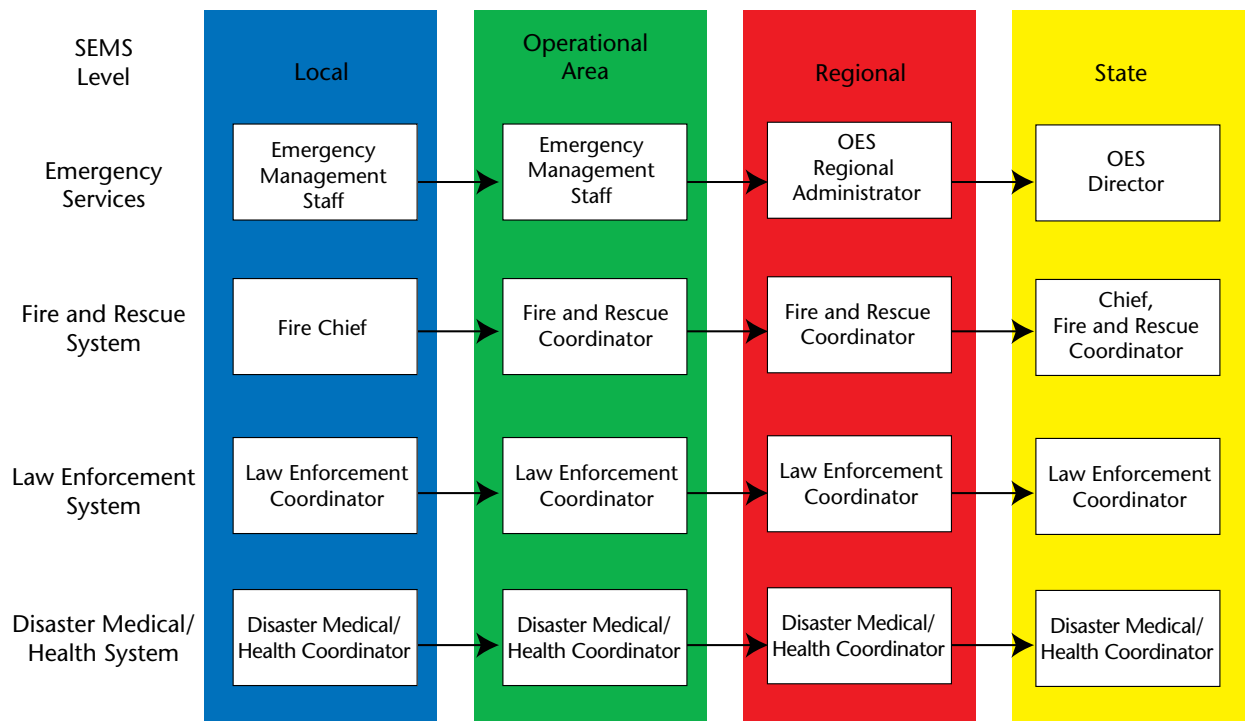 SEMS
Level
Local
Operational
Area
Regional
State
Emergency
Services
Emergency
Management
Staff
Emergency
Management
Staff
OES
Regional
Administrator
OES
Director
Fire and Rescue
System
Fire Chief
Fire and Rescue
Coordinator
Fire and Rescue
Coordinator
Chief,
Fire and Rescue
Coordinator
Law Enforcement
System
Law Enforcement
Coordinator
Law Enforcement
Coordinator
Law Enforcement
Coordinator
Law Enforcement
Coordinator
Disaster Medical/
Health System
Disaster Medical/
Health Coordinator
Disaster Medical/
Health Coordinator
Disaster Medical/
Health Coordinator
Disaster Medical/
Health Coordinator